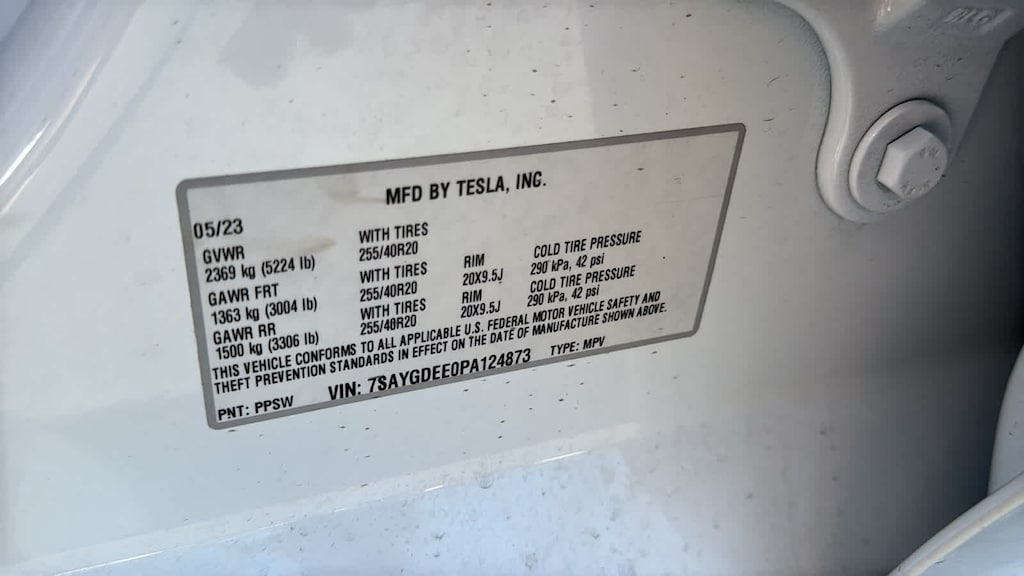 MFD BY TESLA, INC.
05/23
GVWR WITH TIRES
2369 kg (5224 lb) 255/40R20
GAWR FRT WITH TIRES RIM COLD TIRE PRESSURE
1363 kg (3004 lb) 255/40R20 20X9.5J 290 kPa, 42 psi
GAWR RR WITH TIRES RIM COLD TIRE PRESSURE
1500 kg (3306 lb) 255/40R20 20X9.5J 290 kPa, 42 psi
THIS VEHICLE CONFORMS TO ALL APPLICABLE U.S. FEDERAL MOTOR VEHICLE SAFETY AND
THEFT PREVENTION STANDARDS IN EFFECT ON THE DATE OF MANUFACTURE SHOWN ABOVE.
PNT: PPSW VIN: 7SAYGDEE0PA124873 TYPE: MPV